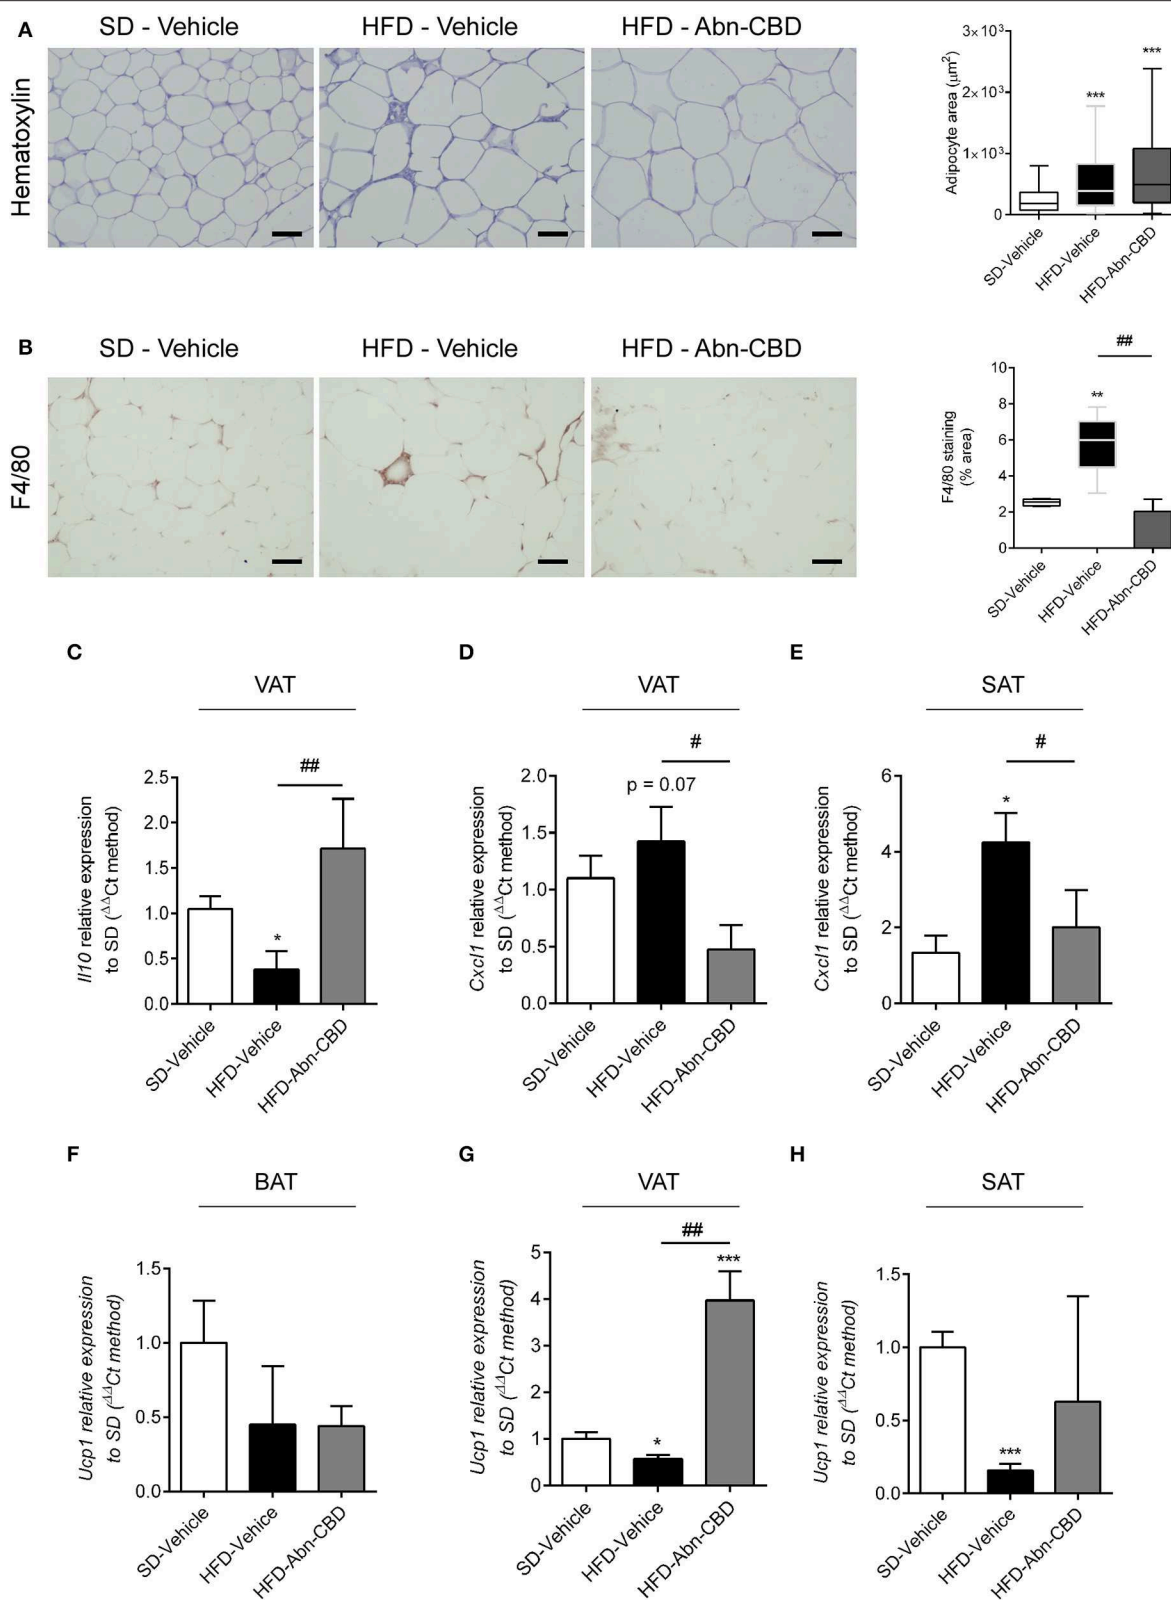 A
SD - Vehicle
HFD - Vehicle
HFD - Abn-CBD
Hematoxylin
Adipocyte area (μm²)
3×10³
2×10³
1×10³
0
***
***
SD-Vehicle
HFD-Vehice
HFD-Abn-CBD
B
SD - Vehicle
HFD - Vehicle
HFD - Abn-CBD
F4/80
F4/80 staining
(% area)
10
8
6
4
2
0
**
##
SD-Vehicle
HFD-Vehice
HFD-Abn-CBD
C
VAT
Il10 relative expression
to SD (ΔΔCt method)
2.5
2.0
1.5
1.0
0.5
0.0
*
##
SD-Vehicle
HFD-Vehice
HFD-Abn-CBD
D
VAT
Cxcl1 relative expression
to SD (ΔΔCt method)
2.0
1.5
1.0
0.5
0.0
p = 0.07
#
SD-Vehicle
HFD-Vehice
HFD-Abn-CBD
E
SAT
Cxcl1 relative expression
to SD (ΔΔCt method)
6
4
2
0
*
#
SD-Vehicle
HFD-Vehice
HFD-Abn-CBD
F
BAT
Ucp1 relative expression
to SD (ΔΔCt method)
1.5
1.0
0.5
0.0
SD-Vehicle
HFD-Vehice
HFD-Abn-CBD
G
VAT
Ucp1 relative expression
to SD (ΔΔCt method)
5
4
3
2
1
0
*
##
***
SD-Vehicle
HFD-Vehice
HFD-Abn-CBD
H
SAT
Ucp1 relative expression
to SD (ΔΔCt method)
1.5
1.0
0.5
0.0
***
SD-Vehicle
HFD-Vehice
HFD-Abn-CBD